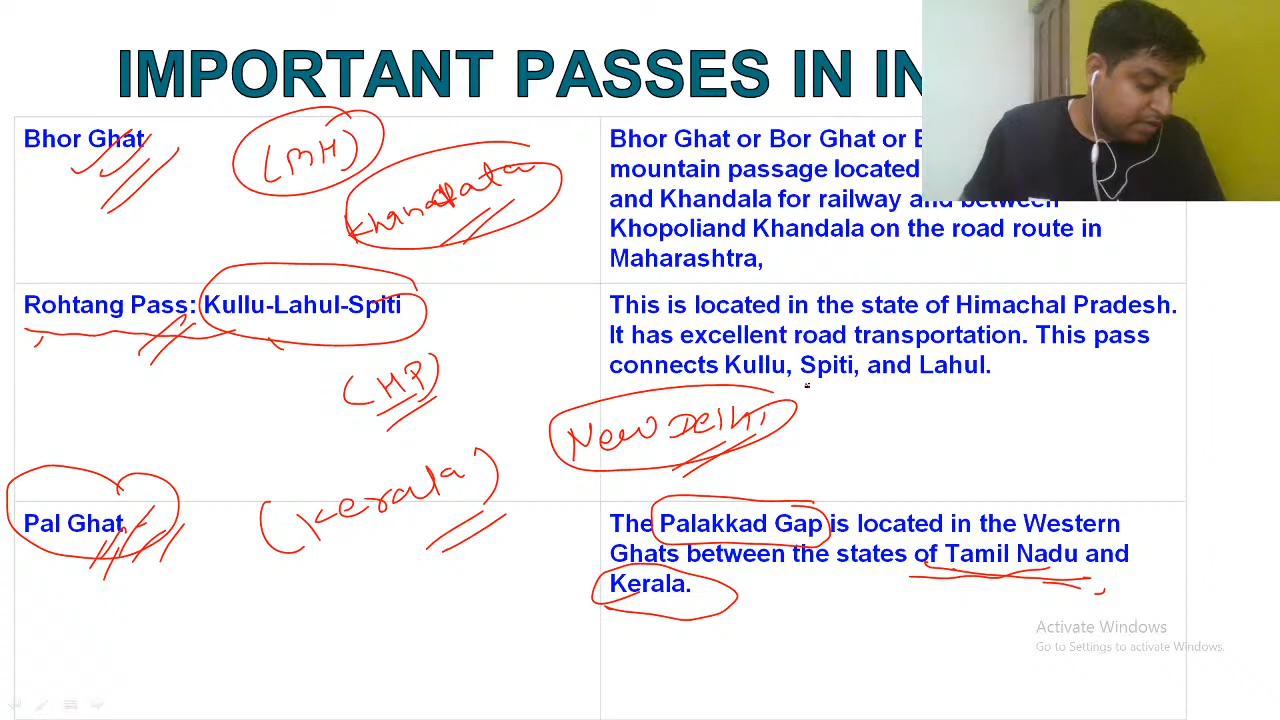 IMPORTANT PASSES IN IN
Bhor Ghat
(MH)
Khandala
Bhor Ghat or Bor Ghat or
mountain passage located
and Khandala for railway and between
Khopoliand Khandala on the road route in
Maharashtra,
Rohtang Pass: Kullu-Lahul-Spiti
(HP)
This is located in the state of Himachal Pradesh.
It has excellent road transportation. This pass
connects Kullu, Spiti, and Lahul.
New Delhi
Pal Ghat
(Kerala)
The Palakkad Gap is located in the Western
Ghats between the states of Tamil Nadu and
Kerala.
Activate Windows
Go to Settings to activate Windows.